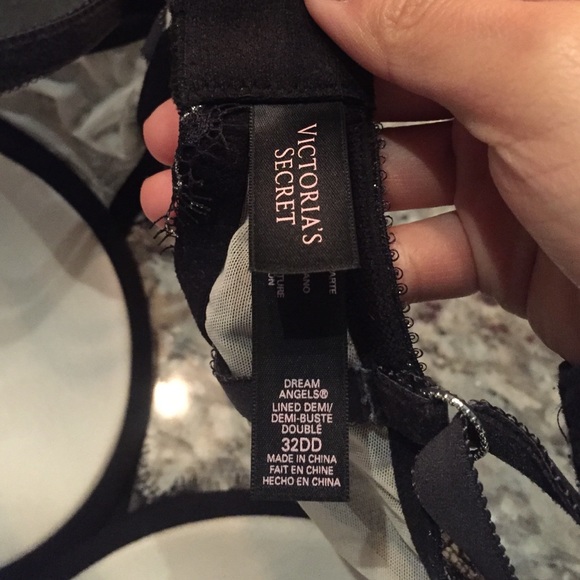 VICTORIA'S
SECRET
DREAM
ANGELS®
LINED DEMI/
DEMI-BUSTE
DOUBLÉ
32DD
MADE IN CHINA
FAIT EN CHINE
HECHO EN CHINA